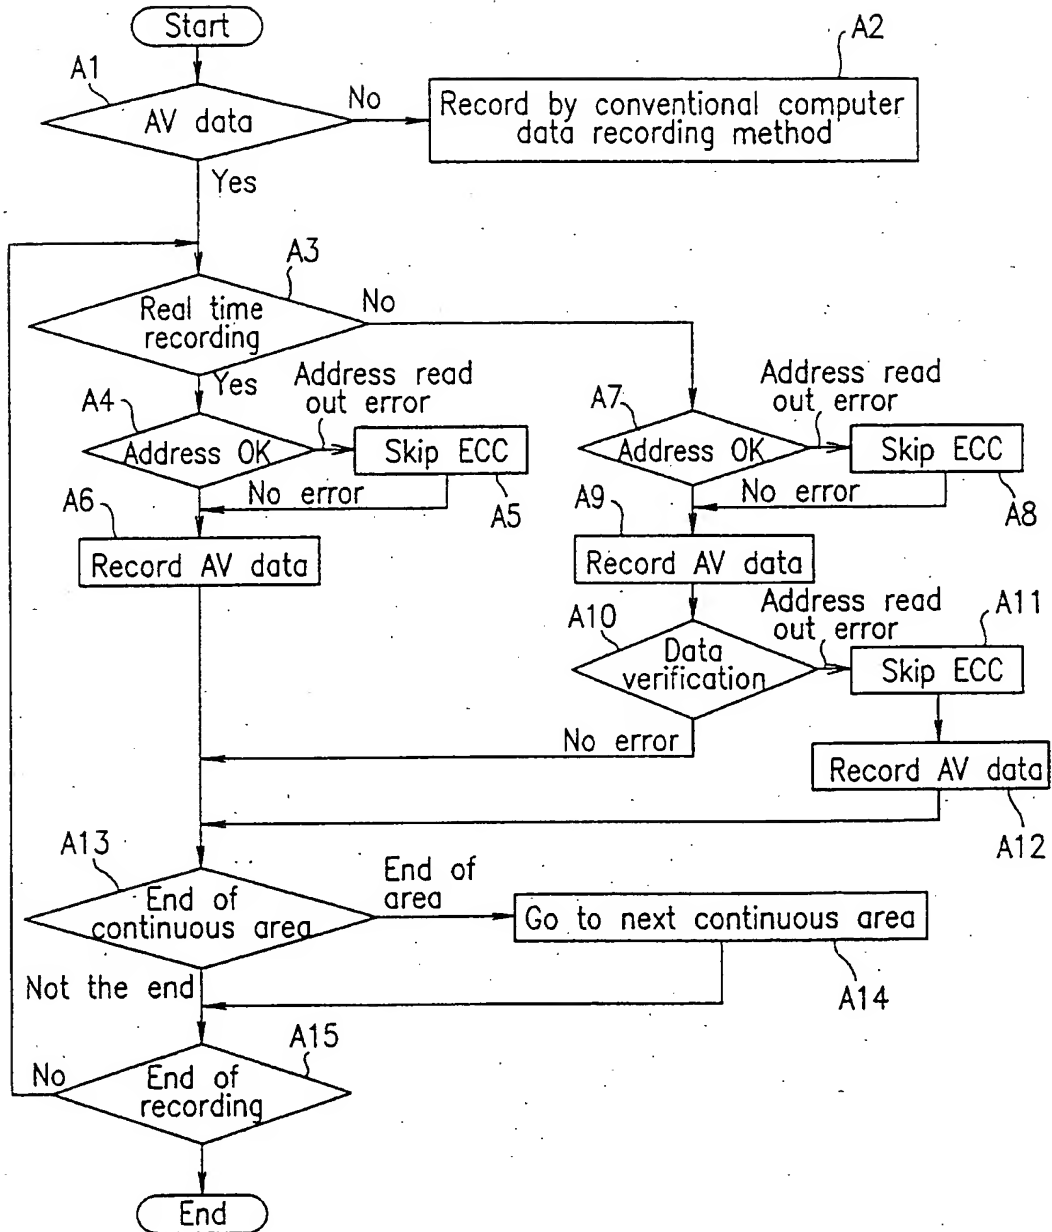 Start
A1
A2
AV data
No
Record by conventional computer
data recording method
Yes
A3
Real time
recording
No
Yes
A4
Address read
out error
Address OK
Skip ECC
No error
A5
A6
Record AV data
A7
Address read
out error
Address OK
Skip ECC
No error
A8
A9
Record AV data
A10
Address read
out error
A11
Data
verification
Skip ECC
No error
Record AV data
A12
A13
End of
continuous area
End of
area
Go to next continuous area
A14
Not the end
A15
No
End of
recording
End